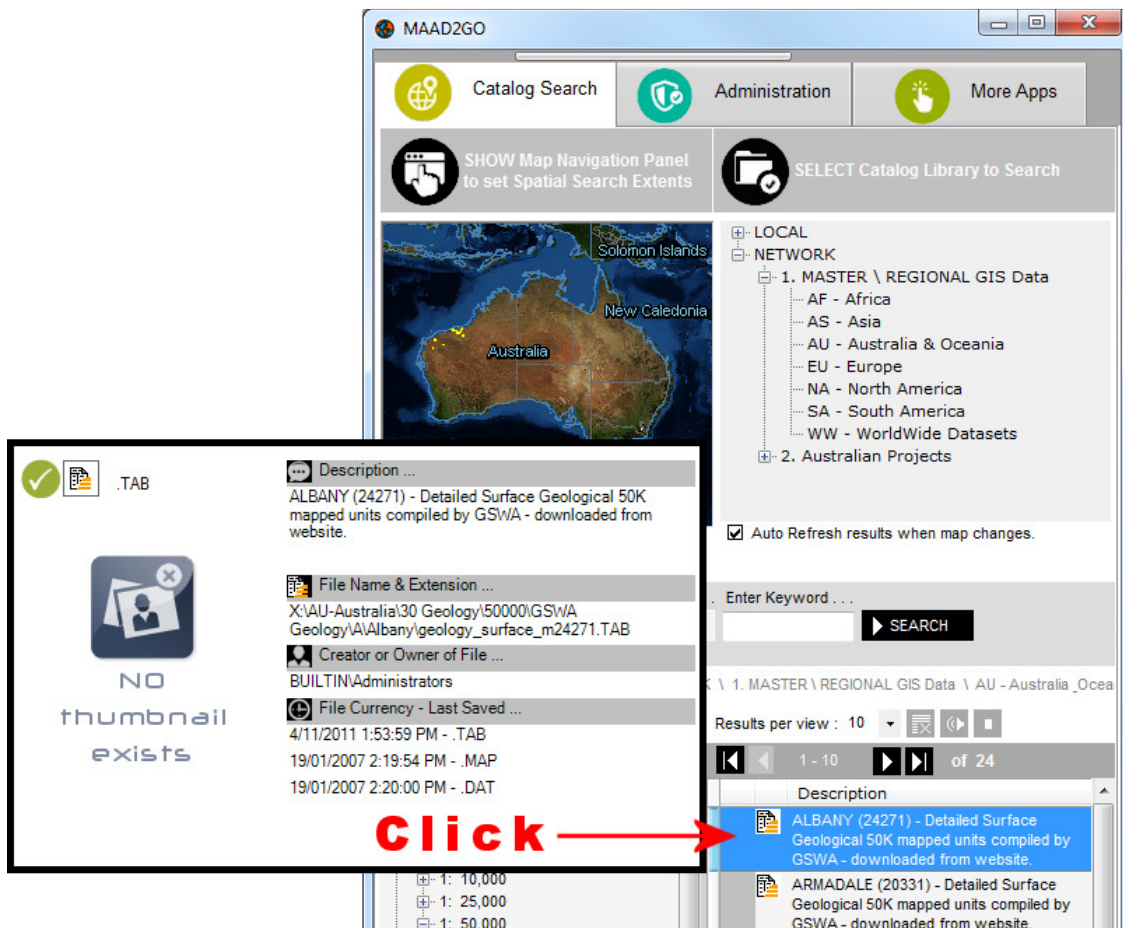 MAAD2GO
Catalog Search
Administration
More Apps
SHOW Map Navigation Panel
to set Spatial Search Extents
SELECT Catalog Library to Search
Solomon Islands
New Caledonia
Australia
LOCAL
NETWORK
1. MASTER \ REGIONAL GIS Data
AF - Africa
AS - Asia
AU - Australia & Oceania
EU - Europe
NA - North America
SA - South America
WW - WorldWide Datasets
2. Australian Projects
Auto Refresh results when map changes.
.TAB
NO
thumbnail
exists
Description ...
ALBANY (24271) - Detailed Surface Geological 50K
mapped units compiled by GSWA - downloaded from
website.
File Name & Extension ...
X:\AU-Australia\30 Geology\50000\GSWA
Geology\A\Albany\geology_surface_m24271.TAB
Creator or Owner of File ...
BUILTIN\Administrators
File Currency - Last Saved ...
4/11/2011 1:53:59 PM - .TAB
19/01/2007 2:19:54 PM - .MAP
19/01/2007 2:20:00 PM - .DAT
Click
. Enter Keyword . . .
SEARCH
\ 1. MASTER \ REGIONAL GIS Data \ AU - Australia _Ocea
Results per view : 10
1 - 10
of 24
Description
ALBANY (24271) - Detailed Surface
Geological 50K mapped units compiled by
GSWA - downloaded from website.
ARMADALE (20331) - Detailed Surface
Geological 50K mapped units compiled by
GSWA - downloaded from website.
1: 10,000
1: 25,000
1: 50,000